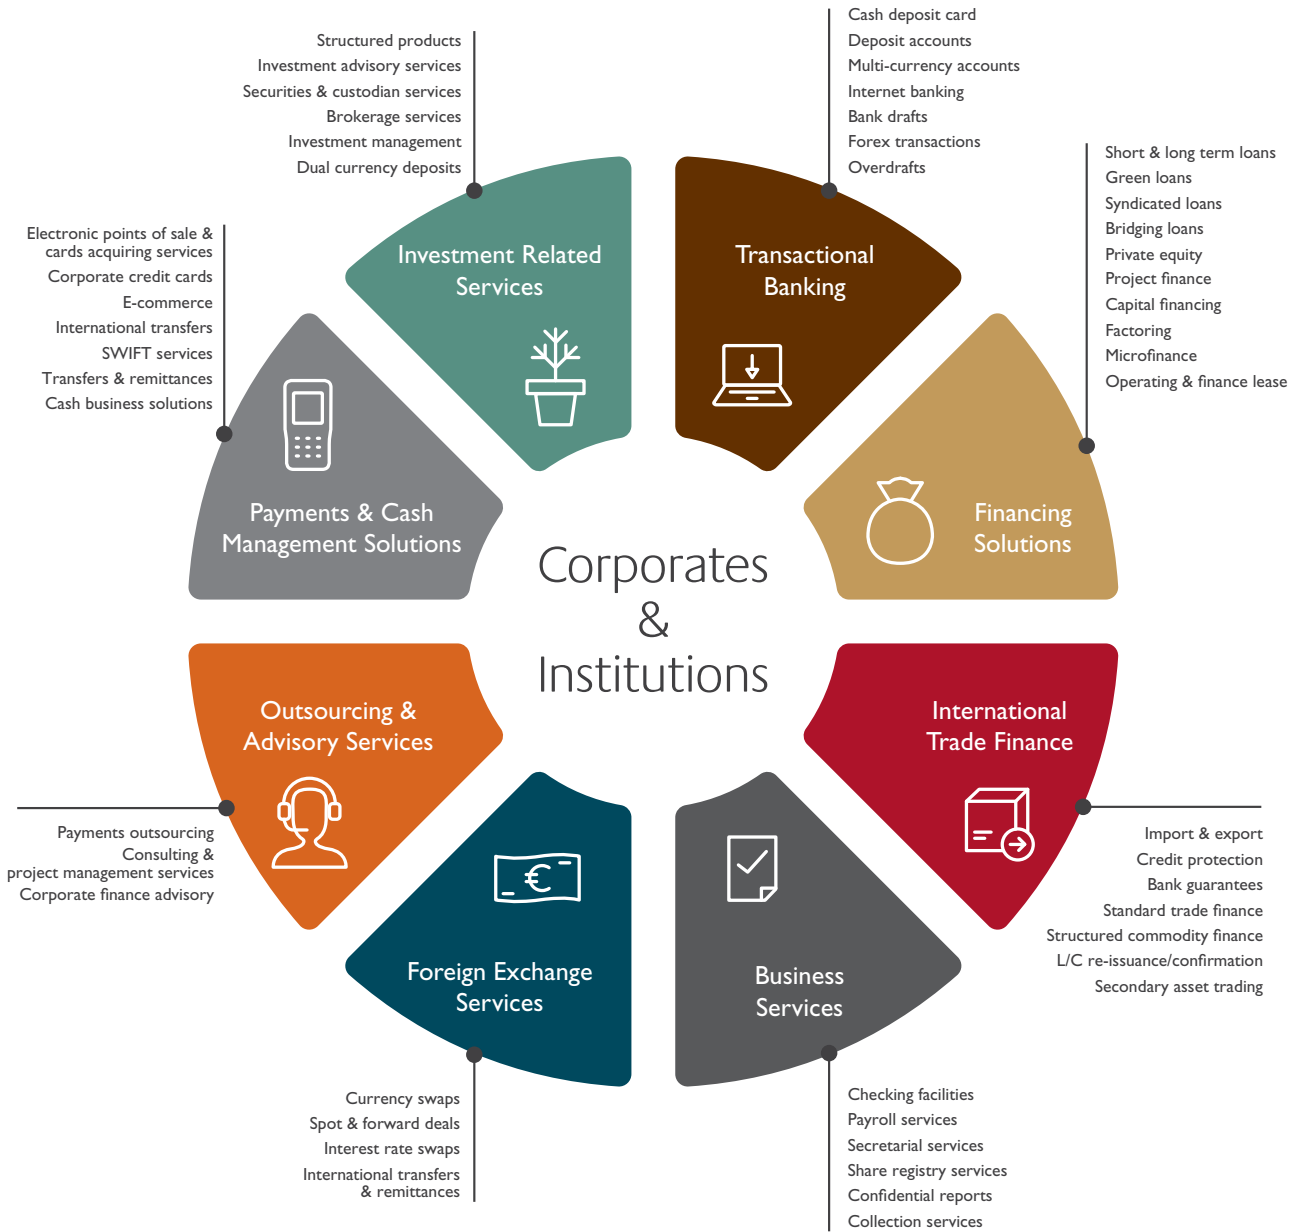 Structured products
Investment advisory services
Securities & custodian services
Brokerage services
Investment management
Dual currency deposits
Investment Related
Services
Cash deposit card
Deposit accounts
Multi-currency accounts
Internet banking
Bank drafts
Forex transactions
Overdrafts
Transactional
Banking
Short & long term loans
Green loans
Syndicated loans
Bridging loans
Private equity
Project finance
Capital financing
Factoring
Microfinance
Operating & finance lease
Financing
Solutions
Electronic points of sale &
cards acquiring services
Corporate credit cards
E-commerce
International transfers
SWIFT services
Transfers & remittances
Cash business solutions
Payments & Cash
Management Solutions
Corporates
&
Institutions
Outsourcing &
Advisory Services
Payments outsourcing
Consulting &
project management services
Corporate finance advisory
International
Trade Finance
Import & export
Credit protection
Bank guarantees
Standard trade finance
Structured commodity finance
L/C re-issuance/confirmation
Secondary asset trading
€
Foreign Exchange
Services
Currency swaps
Spot & forward deals
Interest rate swaps
International transfers
& remittances
Business
Services
Checking facilities
Payroll services
Secretarial services
Share registry services
Confidential reports
Collection services